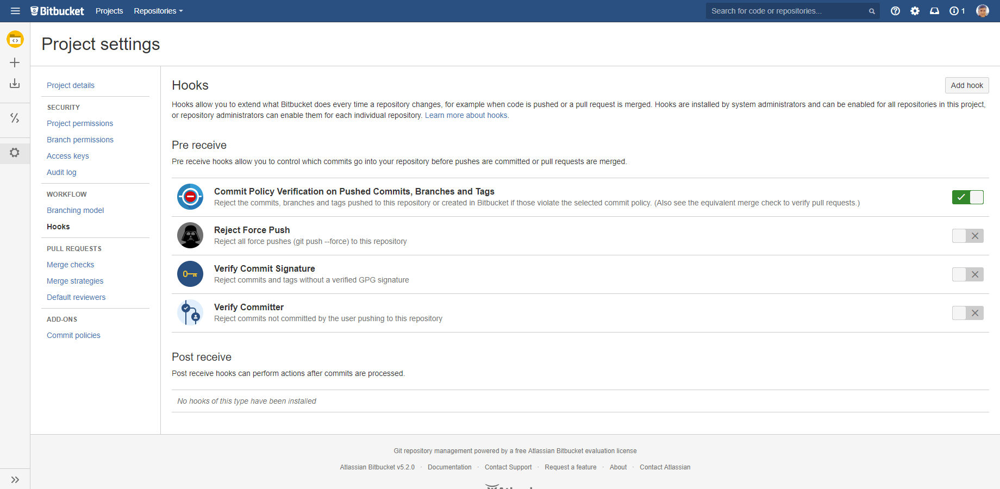 Bitbucket Projects Repositories Search for code or repositories... 1
Project settings
Project details
SECURITY
Project permissions
Branch permissions
Access keys
Audit log
WORKFLOW
Branching model
Hooks
PULL REQUESTS
Merge checks
Merge strategies
Default reviewers
ADD-ONS
Commit policies
Hooks
Add hook
Hooks allow you to extend what Bitbucket does every time a repository changes, for example when code is pushed or a pull request is merged. Hooks are installed by system administrators and can be enabled for all repositories in this project,
or repository administrators can enable them for each individual repository. Learn more about hooks.
Pre receive
Pre receive hooks allow you to control which commits go into your repository before pushes are committed or pull requests are merged.
Commit Policy Verification on Pushed Commits, Branches and Tags
Reject the commits, branches and tags pushed to this repository or created in Bitbucket if those violate the selected commit policy. (Also see the equivalent merge check to verify pull requests.)
Reject Force Push
Reject all force pushes (git push --force) to this repository
Verify Commit Signature
Reject commits and tags without a verified GPG signature
Verify Committer
Reject commits not committed by the user pushing to this repository
Post receive
Post receive hooks can perform actions after commits are processed.
No hooks of this type have been installed
Git repository management powered by a free Atlassian Bitbucket evaluation license
Atlassian Bitbucket v5.2.0 · Documentation · Contact Support · Request a feature · About · Contact Atlassian